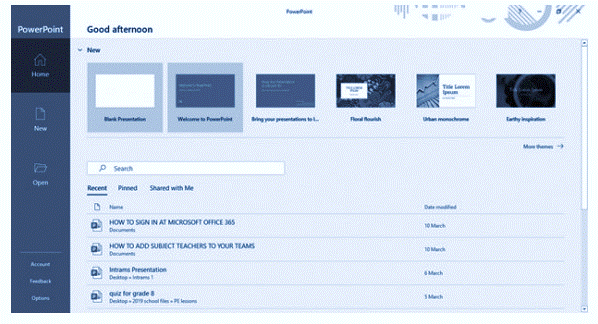 PowerPoint
PowerPoint
Good afternoon
Home
New
Open
Account
Feedback
Options
New
Blank Presentation
Welcome to PowerPoint
Bring your presentations to l...
Floral flourish
Title Lorem
Ipsum
Urban monochrome
Earthy inspiration
More themes
Search
Recent Pinned Shared with Me
Name Date modified
HOW TO SIGN IN AT MICROSOFT OFFICE 365
Documents
10 March
HOW TO ADD SUBJECT TEACHERS TO YOUR TEAMS
Documents
10 March
Intrams Presentation
Desktop » Intrams 1
6 March
quiz for grade 8
Desktop » 2019 school files » PE lessons
5 March